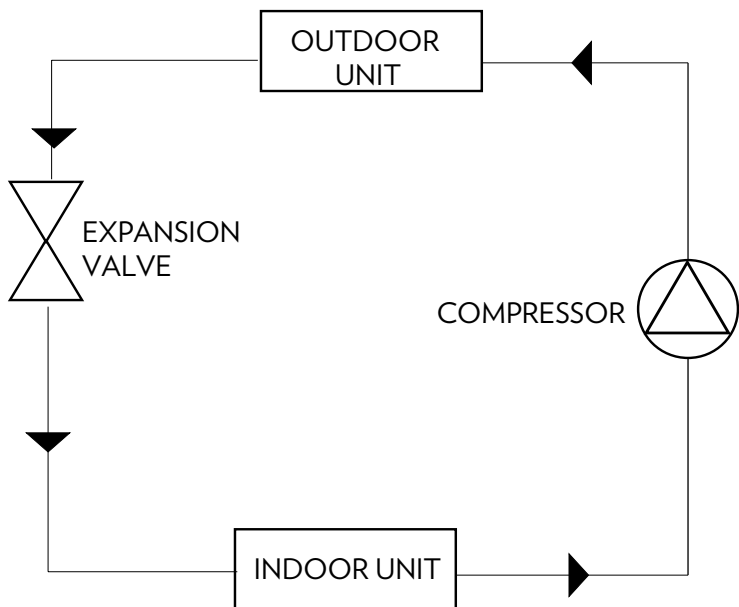 OUTDOOR
UNIT
EXPANSION
VALVE
COMPRESSOR
INDOOR UNIT